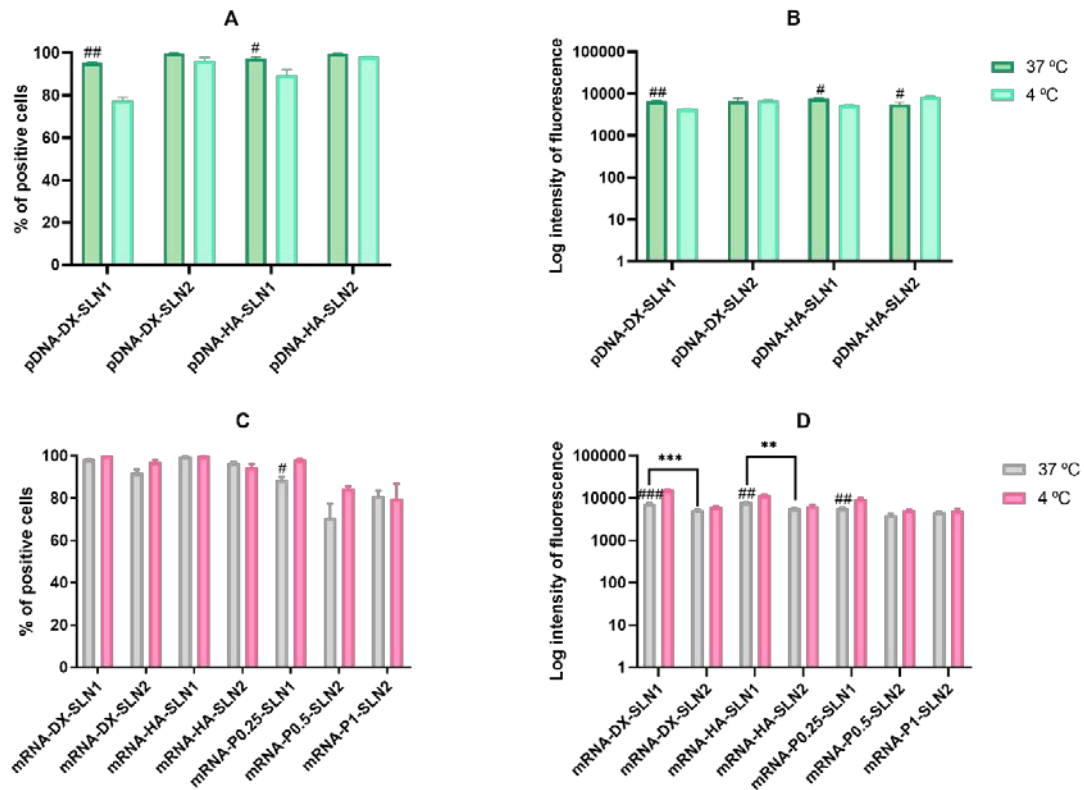 A
% of positive cells
100
80
60
40
20
0
##
#
pDNA-DX-SLN1
pDNA-DX-SLN2
pDNA-HA-SLN1
pDNA-HA-SLN2
B
Log intensity of fluorescence
100000
10000
1000
100
10
1
##
#
#
pDNA-DX-SLN1
pDNA-DX-SLN2
pDNA-HA-SLN1
pDNA-HA-SLN2
37 ºC
4 ºC
C
% of positive cells
100
80
60
40
20
0
#
mRNA-DX-SLN1
mRNA-DX-SLN2
mRNA-HA-SLN1
mRNA-HA-SLN2
mRNA-P0.25-SLN1
mRNA-P0.5-SLN2
mRNA-P1-SLN2
D
Log intensity of fluorescence
100000
10000
1000
100
10
1
***
**
###
##
##
mRNA-DX-SLN1
mRNA-DX-SLN2
mRNA-HA-SLN1
mRNA-HA-SLN2
mRNA-P0.25-SLN1
mRNA-P0.5-SLN2
mRNA-P1-SLN2
37 ºC
4 ºC